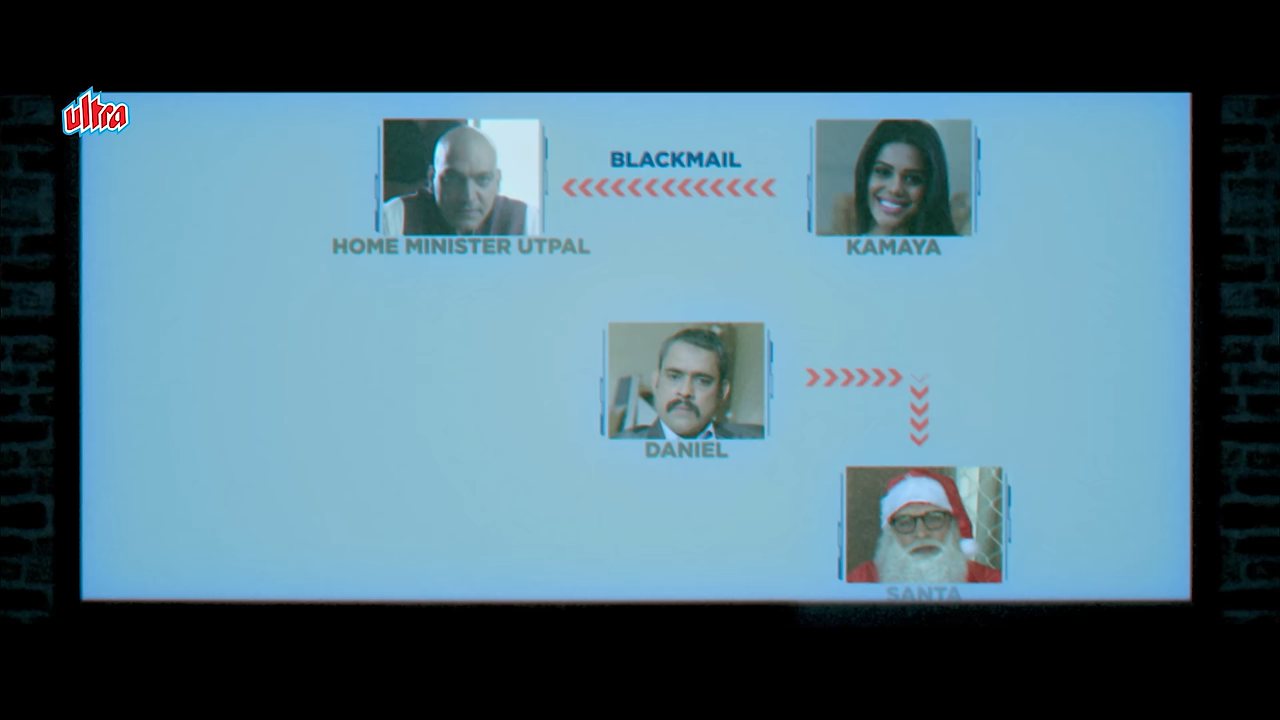 ultra
BLACKMAIL
HOME MINISTER UTPAL
KAMAYA
DANIEL
SANTA